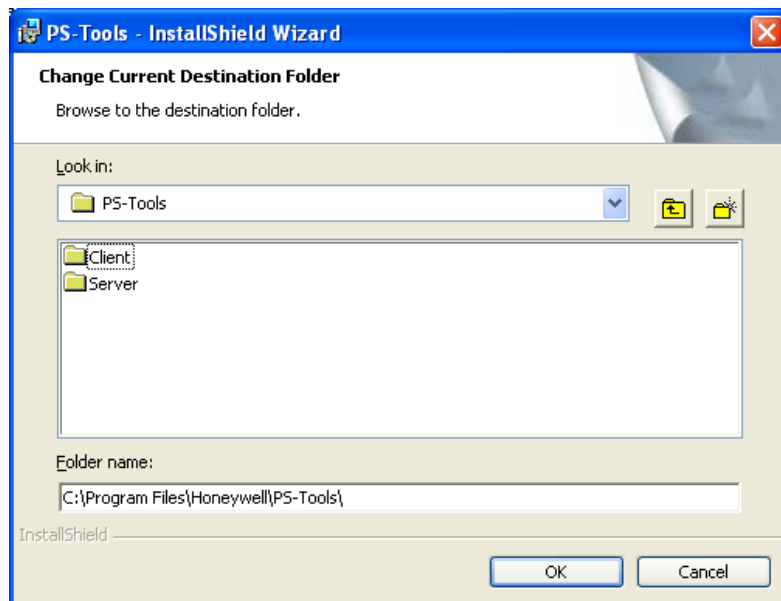 PS-Tools - InstallShield Wizard
Change Current Destination Folder
Browse to the destination folder.
Look in:
PS-Tools
Client
Server
Folder name:
C:\Program Files\Honeywell\PS-Tools\
InstallShield
OK Cancel